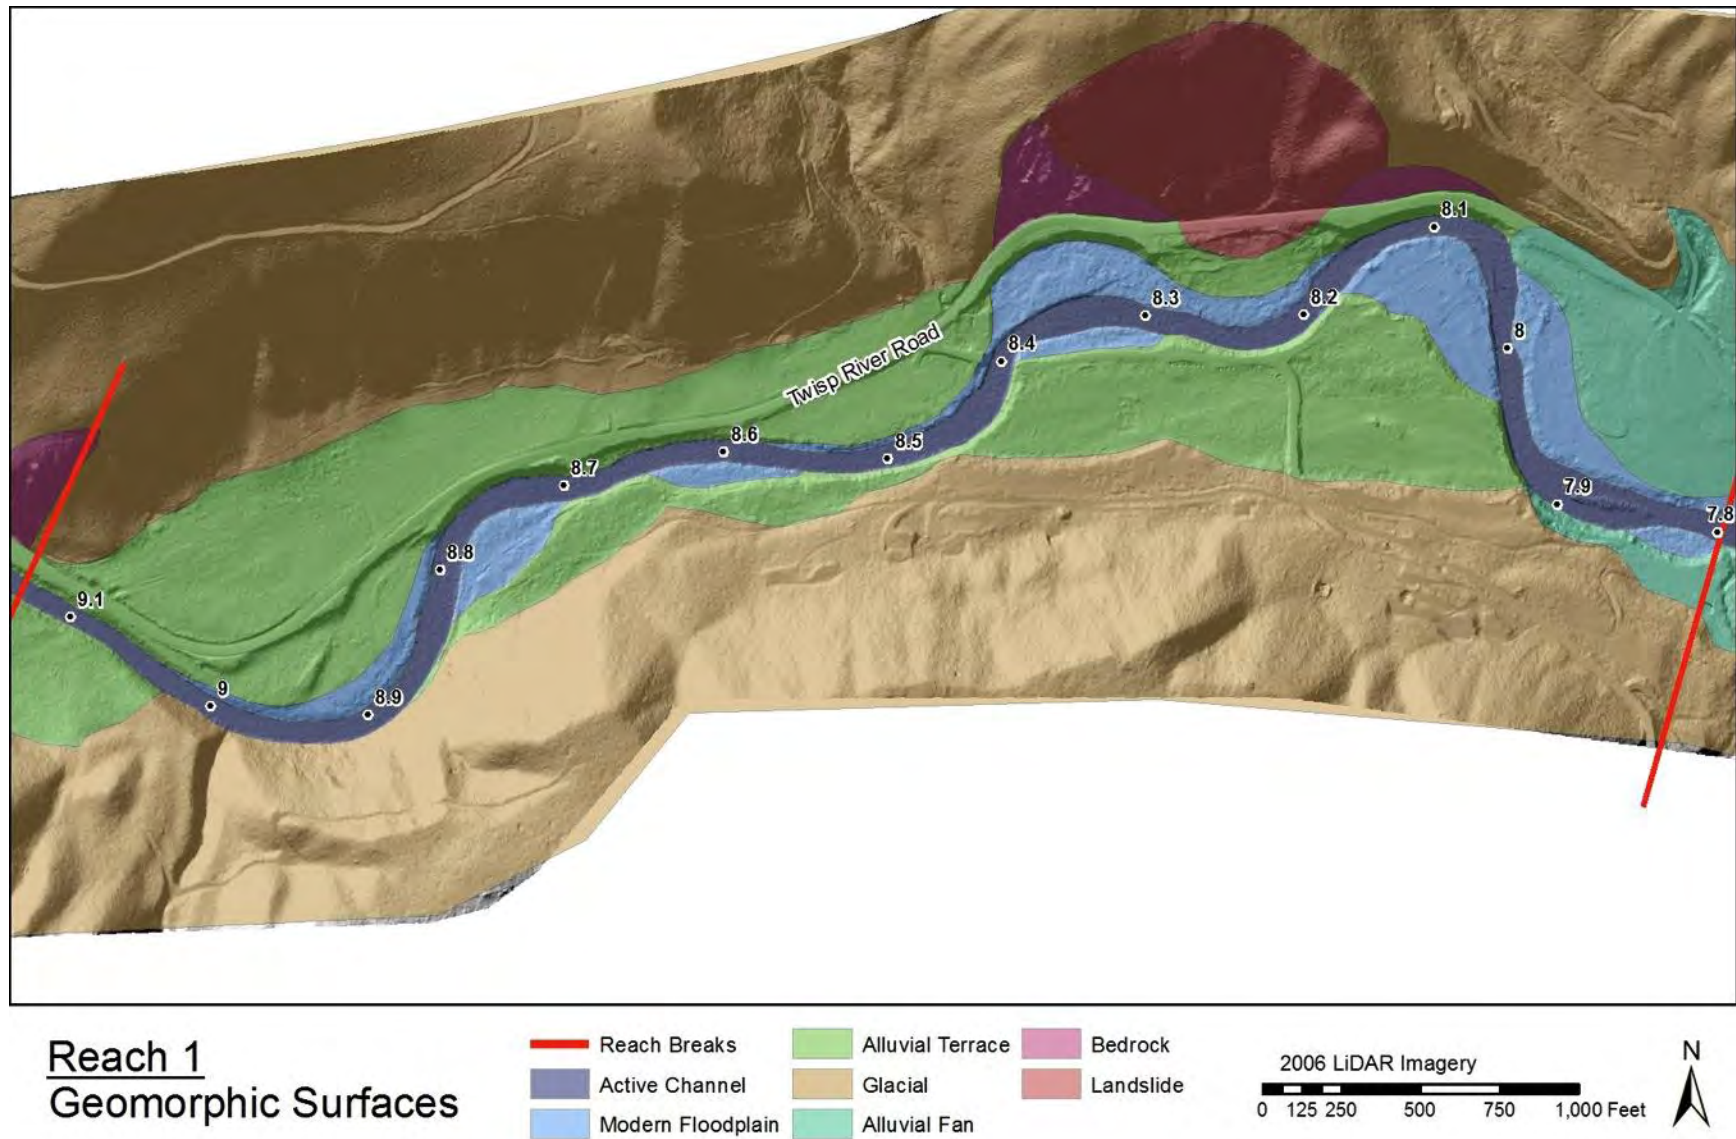 8.1
8.3
8.2
8
8.4
Twisp River Road
8.6
8.5
8.7
7.9
7.8
8.8
9.1
9
8.9
Reach 1
Geomorphic Surfaces
Reach Breaks
Active Channel
Modern Floodplain
Alluvial Terrace
Glacial
Alluvial Fan
Bedrock
Landslide
2006 LiDAR Imagery
0 125 250 500 750 1,000 Feet
N